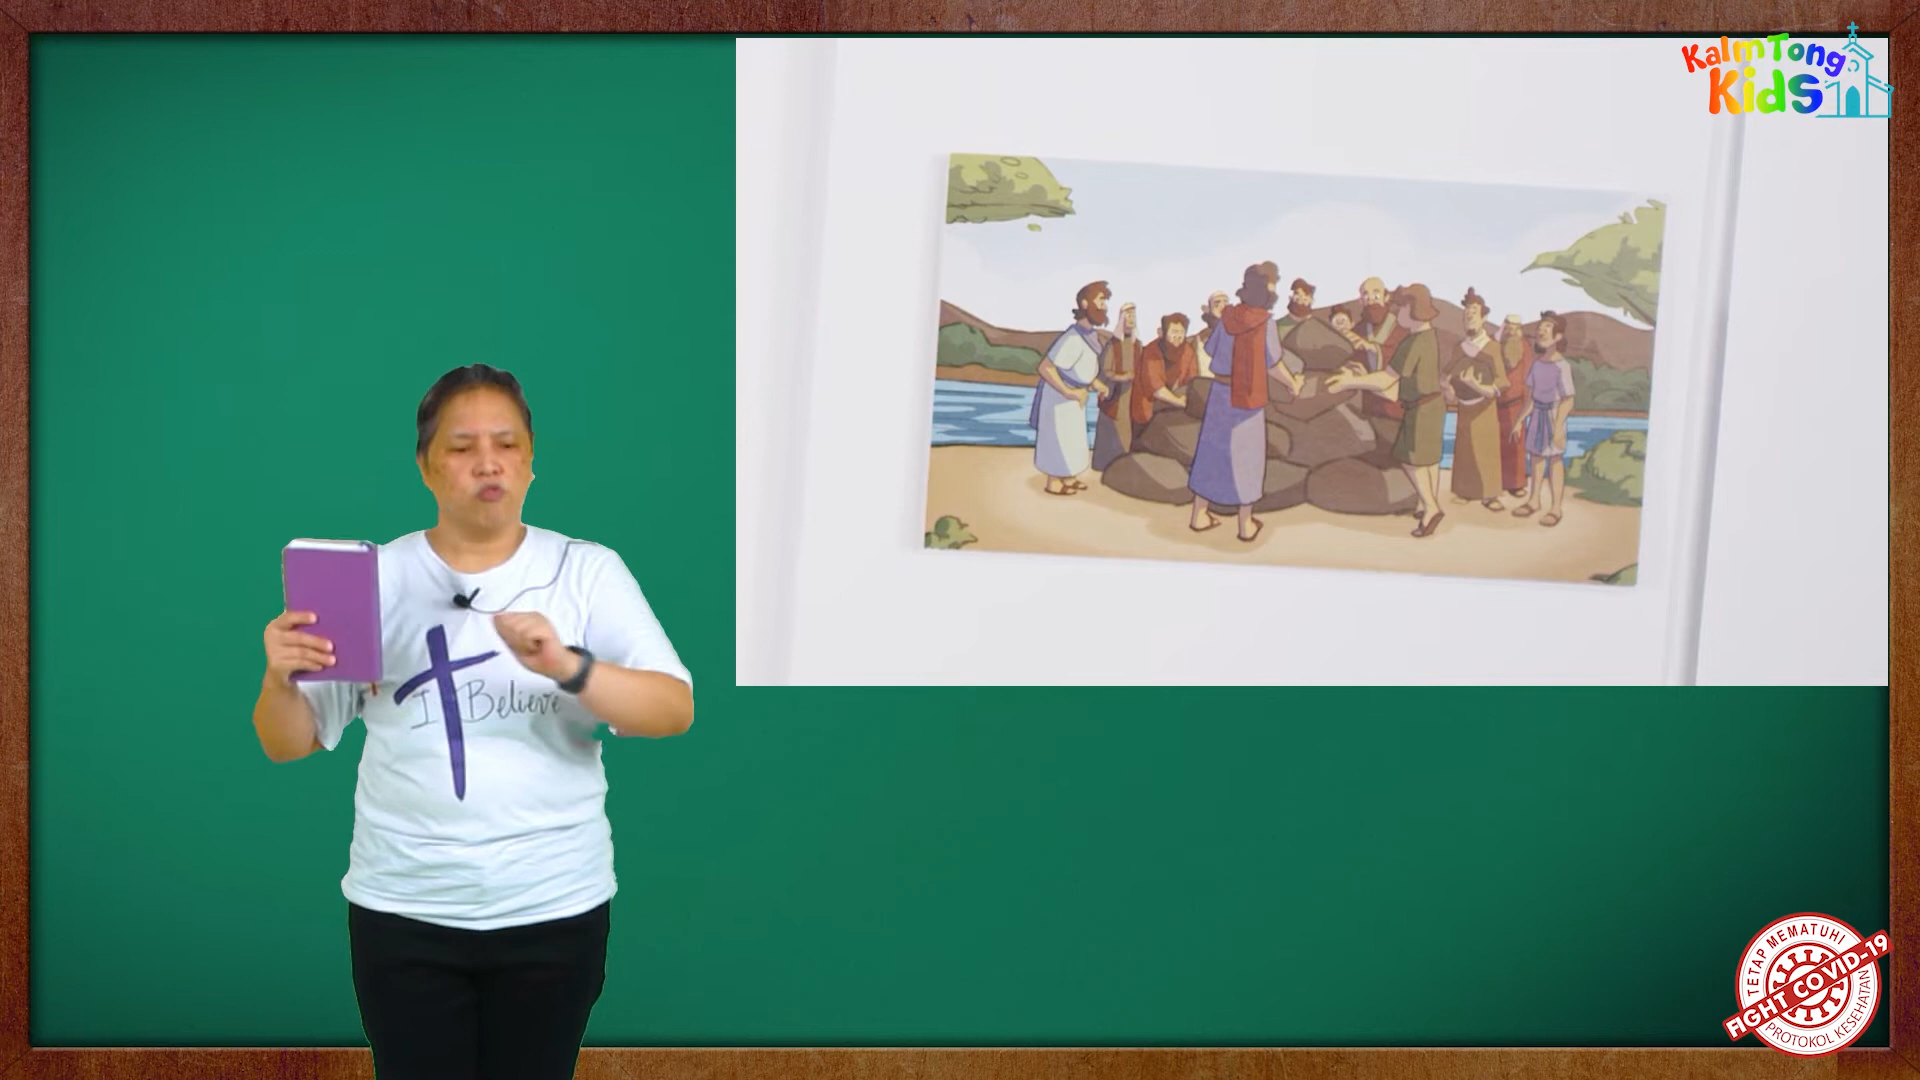 KalmTong
Kids
I Believe
TETAP MEMATUHI
FIGHT COVID-19
PROTOKOL KESEHATAN